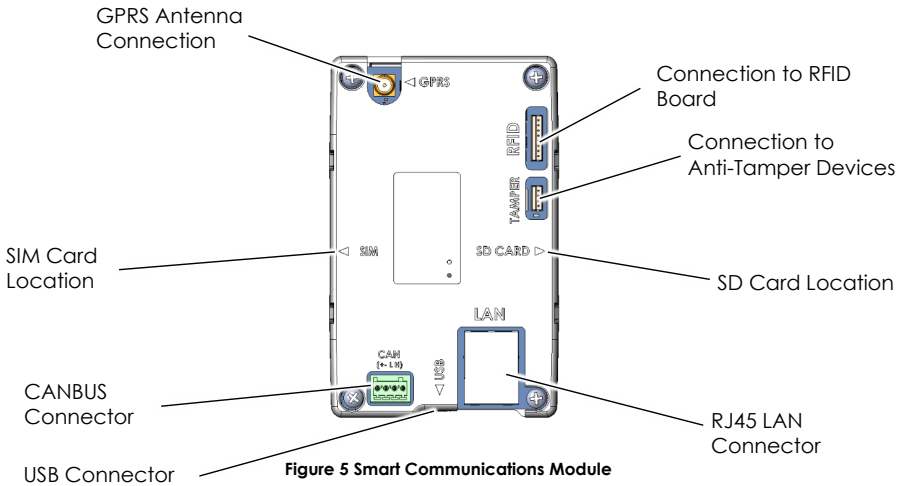 GPRS Antenna
Connection
GPRS
Connection to RFID
Board
RFID
Connection to
Anti-Tamper Devices
TAMPER
SIM Card
Location
SIM
SD CARD
SD Card Location
LAN
CAN
(+- L H)
USB
CANBUS
Connector
RJ45 LAN
Connector
USB Connector
Figure 5 Smart Communications Module